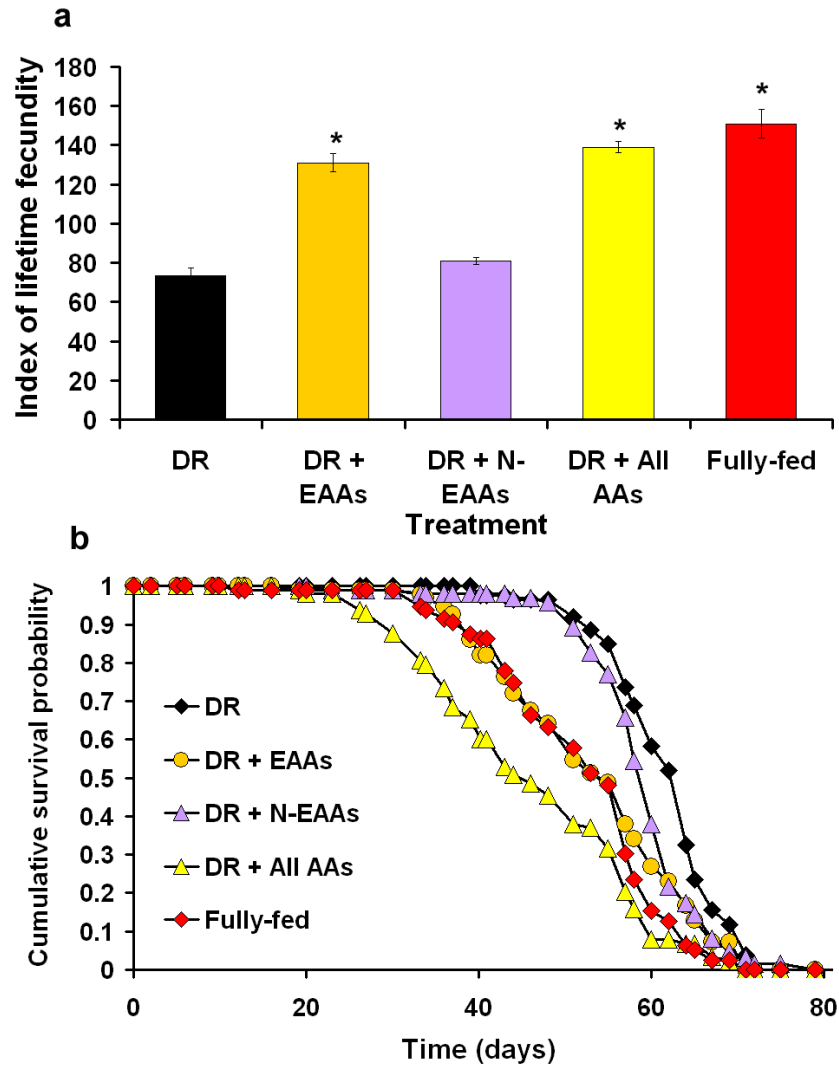 a
Index of lifetime fecundity
180
160
140
120
100
80
60
40
20
0
*
*
*
DR
DR +
EAAs
DR + N-
EAAs
DR + All
AAs
Fully-fed
Treatment
b
Cumulative survival probability
1
0.9
0.8
0.7
0.6
0.5
0.4
0.3
0.2
0.1
0
DR
DR + EAAs
DR + N-EAAs
DR + All AAs
Fully-fed
0
20
40
60
80
Time (days)